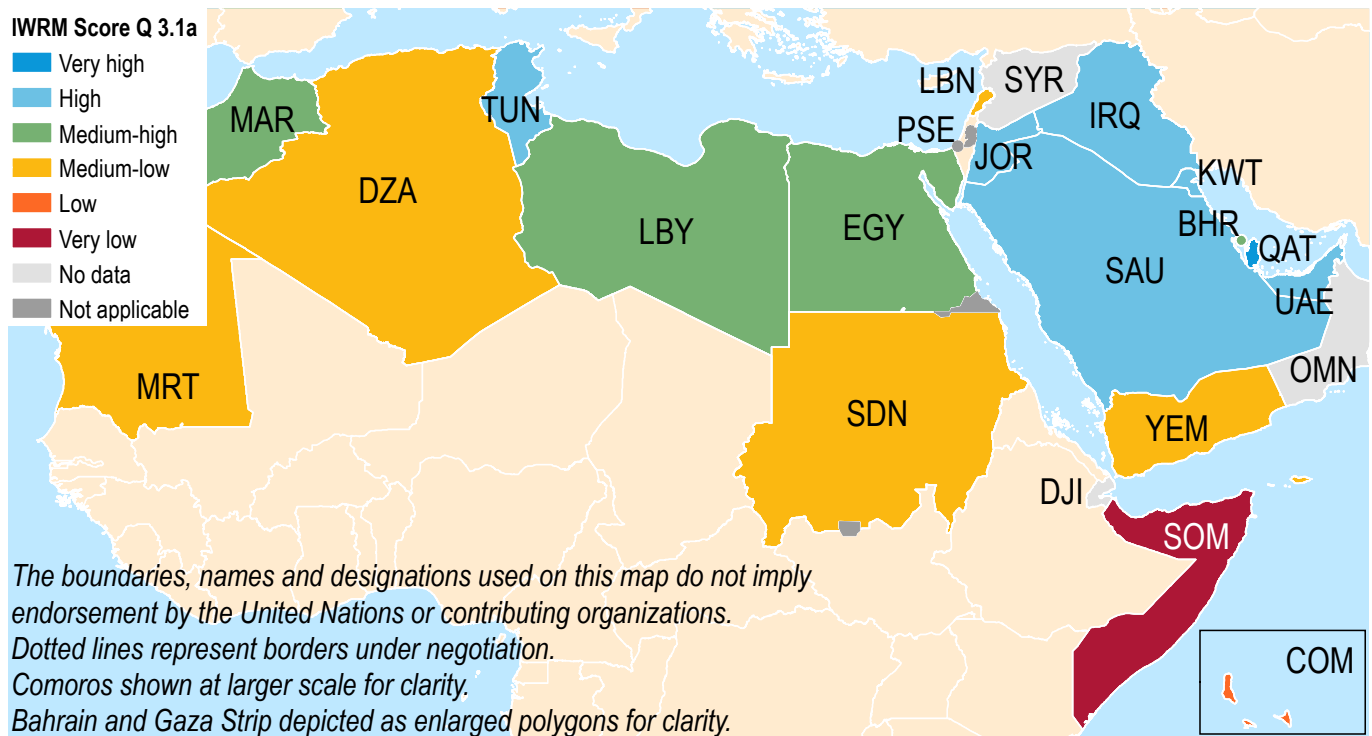 IWRM Score Q 3.1a
Very high
High
Medium-high
Medium-low
Low
Very low
No data
Not applicable
MAR
DZA
TUN
LBY
EGY
LBN
SYR
PSE
JOR
IRQ
KWT
BHR
QAT
SAU
UAE
OMN
MRT
SDN
YEM
DJI
SOM
COM
The boundaries, names and designations used on this map do not imply
endorsement by the United Nations or contributing organizations.
Dotted lines represent borders under negotiation.
Comoros shown at larger scale for clarity.
Bahrain and Gaza Strip depicted as enlarged polygons for clarity.